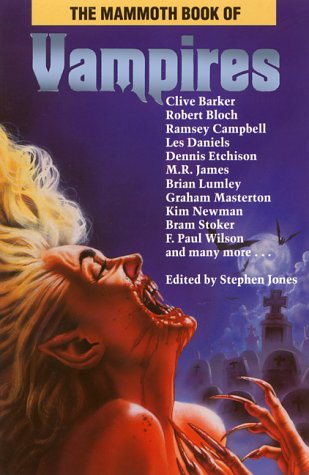 THE MAMMOTH BOOK OF
Vampires
Clive Barker
Robert Bloch
Ramsey Campbell
Les Daniels
Dennis Etchison
M.R. James
Brian Lumley
Graham Masterton
Kim Newman
Bram Stoker
F. Paul Wilson
and many more . . .
Edited by Stephen Jones